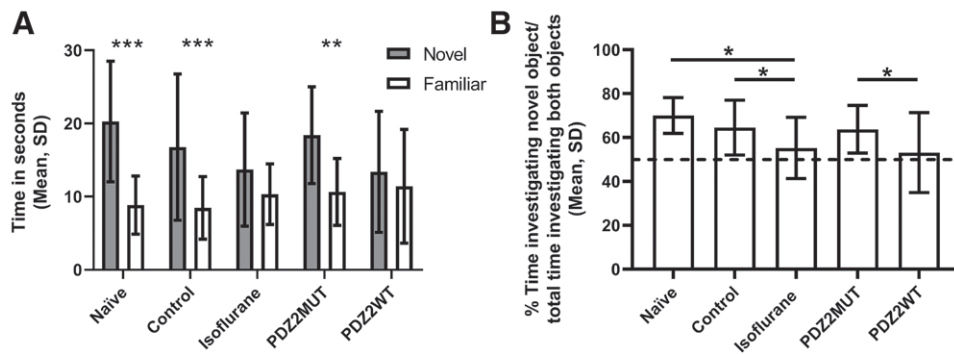 A
*** *** **
30
20
10
0
Time in seconds
(Mean, SD)
Novel
Familiar
Naïve
Control
Isoflurane
PDZ2MUT
PDZ2WT
B
% Time investigating novel object/
total time investigating both objects
(Mean, SD)
100
80
60
40
20
0
*
* *
Naïve
Control
Isoflurane
PDZ2MUT
PDZ2WT